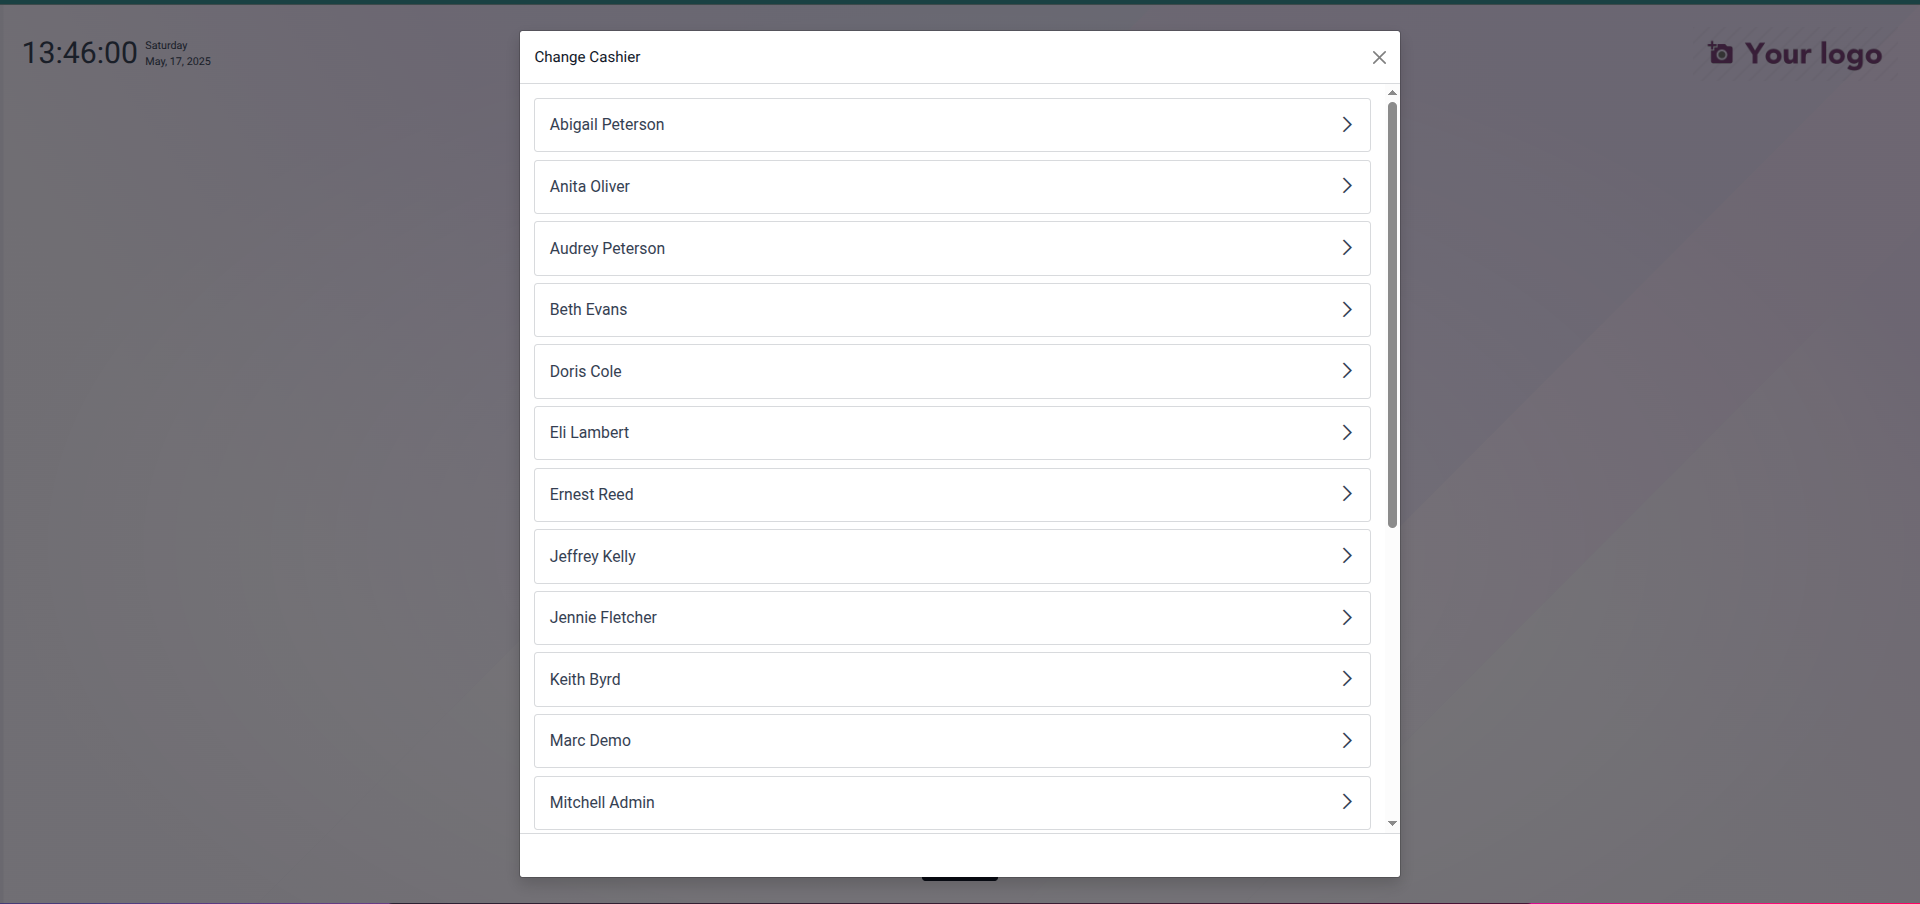 13:46:00
Saturday
May, 17, 2025
Your logo
Change Cashier
Abigail Peterson
Anita Oliver
Audrey Peterson
Beth Evans
Doris Cole
Eli Lambert
Ernest Reed
Jeffrey Kelly
Jennie Fletcher
Keith Byrd
Marc Demo
Mitchell Admin